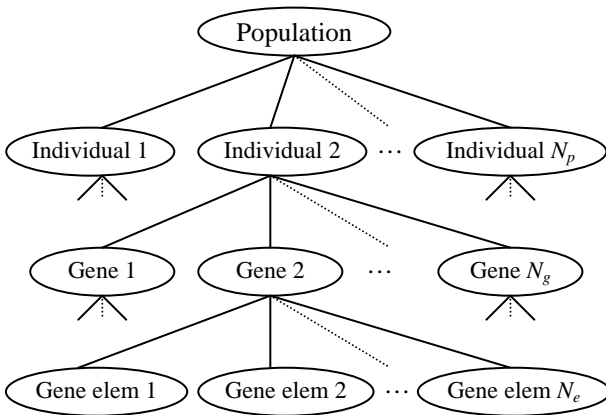 Population
Individual 1 Individual 2 ... Individual Np
Gene 1 Gene 2 ... Gene Ng
Gene elem 1 Gene elem 2 ... Gene elem Ne